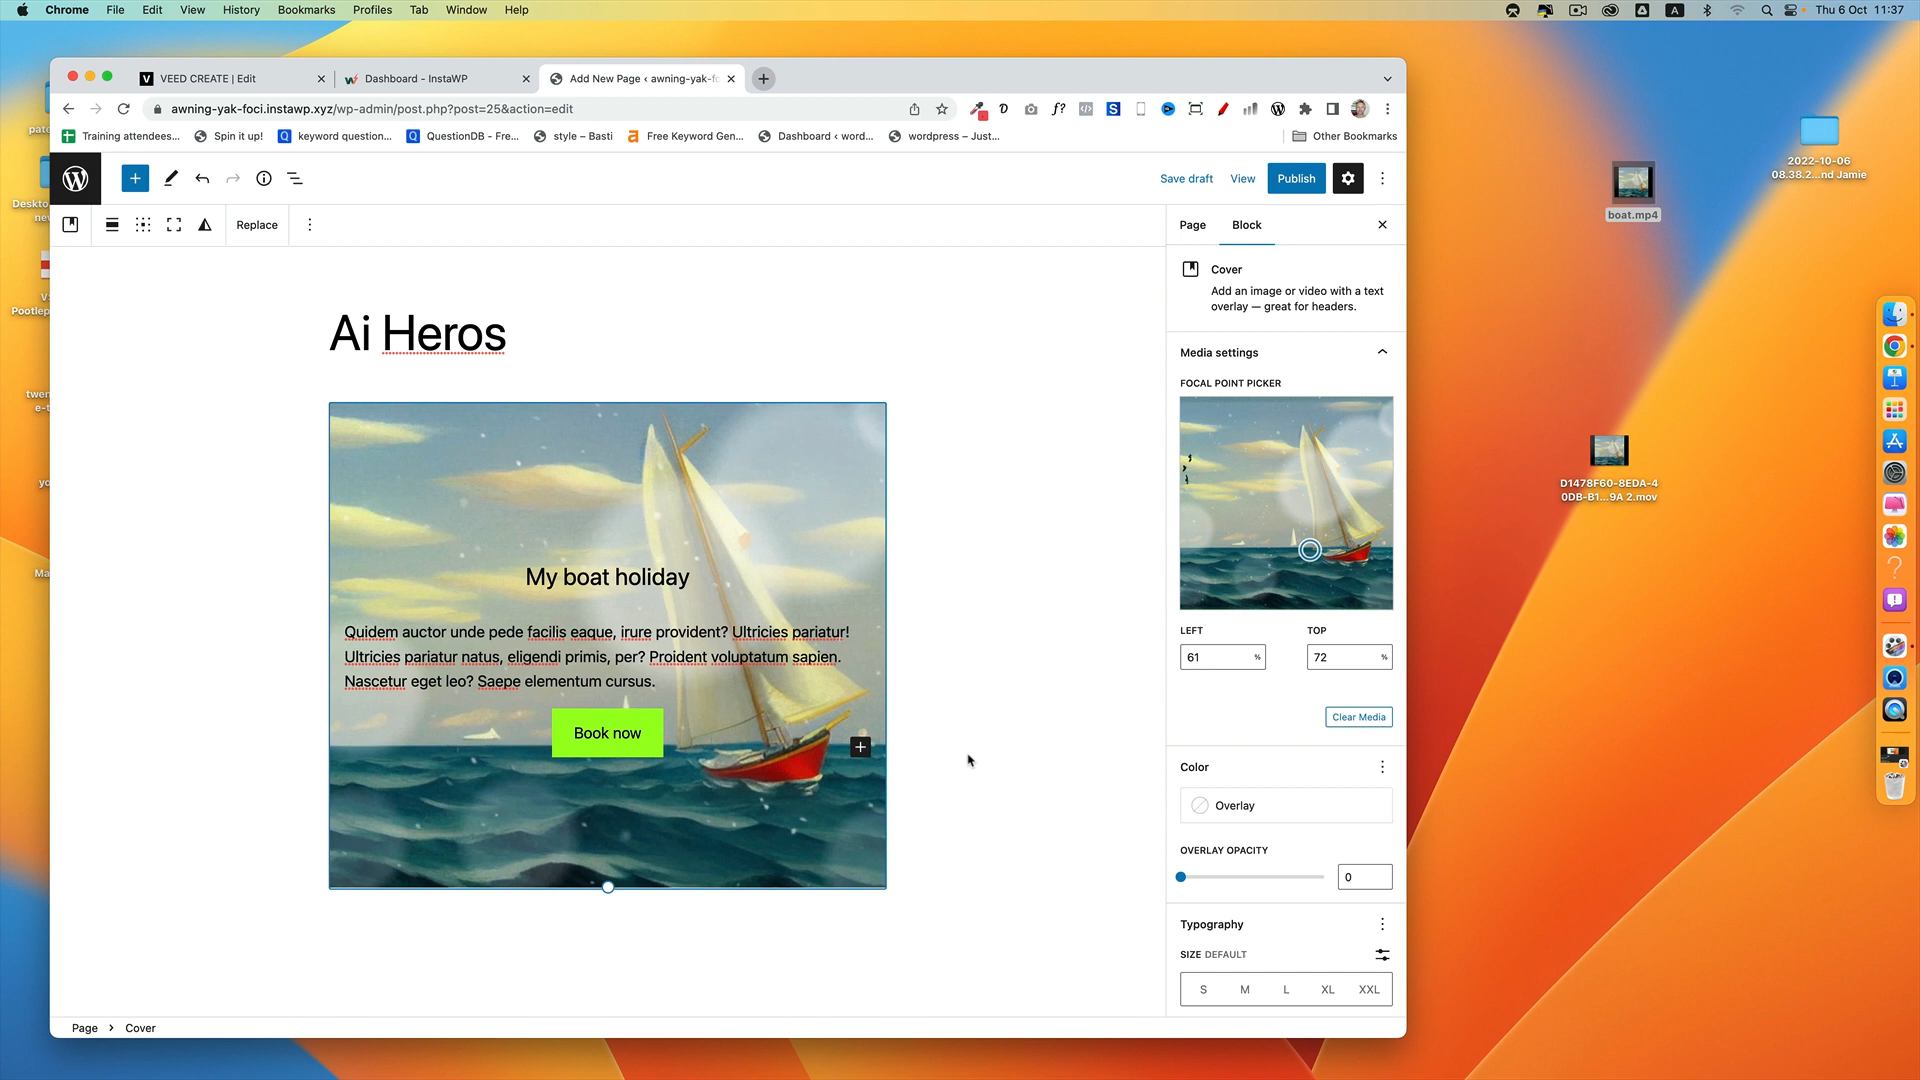 Chrome File Edit View History Bookmarks Profiles Tab Window Help
A
Thu 6 Oct 11:37
VEED CREATE | Edit
Dashboard - InstaWP
Add New Page ‹ awning-yak-fo
awning-yak-foci.instawp.xyz/wp-admin/post.php?post=25&action=edit
Training attendees...
Spin it up!
keyword question...
QuestionDB - Fre...
style – Basti
Free Keyword Gen...
Dashboard ‹ word...
wordpress – Just...
Other Bookmarks
Save draft
View
Publish
Replace
Page
Block
Cover
Add an image or video with a text
overlay — great for headers.
Media settings
FOCAL POINT PICKER
LEFT
TOP
61 %
72 %
Clear Media
Color
Overlay
OVERLAY OPACITY
0
Typography
SIZE DEFAULT
S M L XL XXL
Ai Heros
My boat holiday
Quidem auctor unde pede facilis eaque, irure provident? Ultricies pariatur!
Ultricies pariatur natus, eligendi primis, per? Proident voluptatum sapien.
Nascetur eget leo? Saepe elementum cursus.
Book now
Page › Cover
boat.mp4
2022-10-06
08.38.2...nd Jamie
D1478F60-8EDA-4
0DB-B1...9A 2.mov